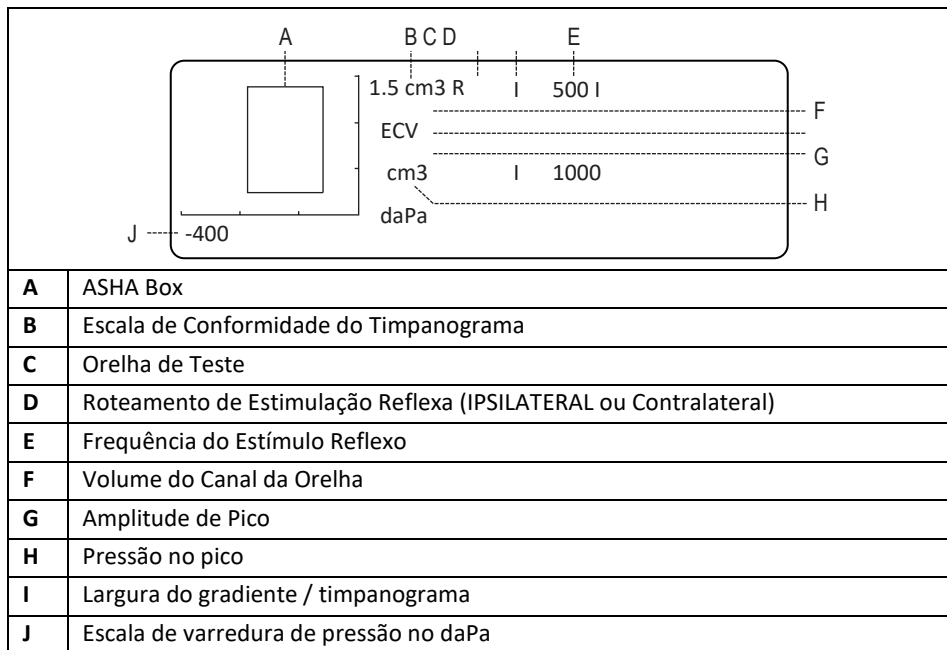 A B C D E
1.5 cm3 R I 500 I
F
ECV
G
cm3 I 1000
H
daPa
J -400
A ASHA Box
B Escala de Conformidade do Timpanograma
C Orelha de Teste
D Roteamento de Estimulação Reflexa (IPSILATERAL ou Contralateral)
E Frequência do Estímulo Reflexo
F Volume do Canal da Orelha
G Amplitude de Pico
H Pressão no pico
I Largura do gradiente / timpanograma
J Escala de varredura de pressão no daPa